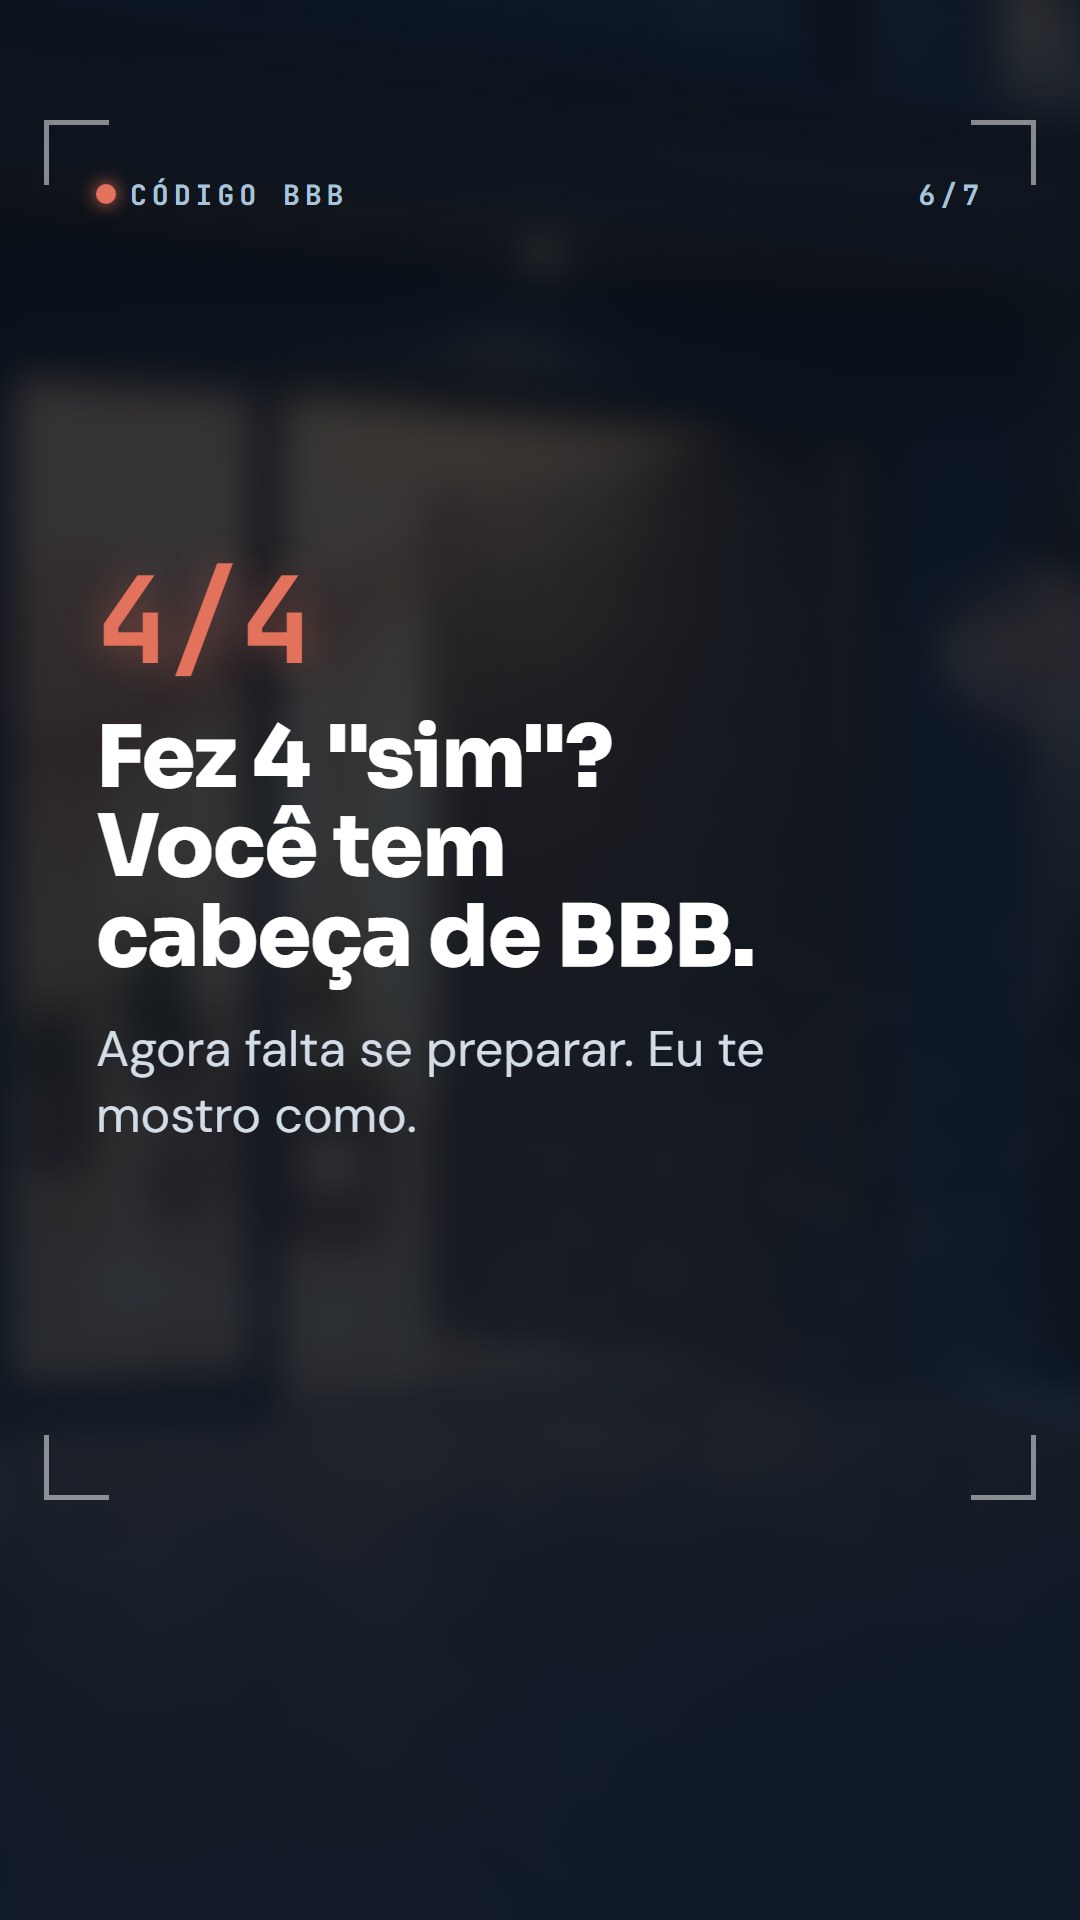 CÓDIGO BBB
6/7
4/4
Fez 4 "sim"?
Você tem
cabeça de BBB.
Agora falta se preparar. Eu te
mostro como.